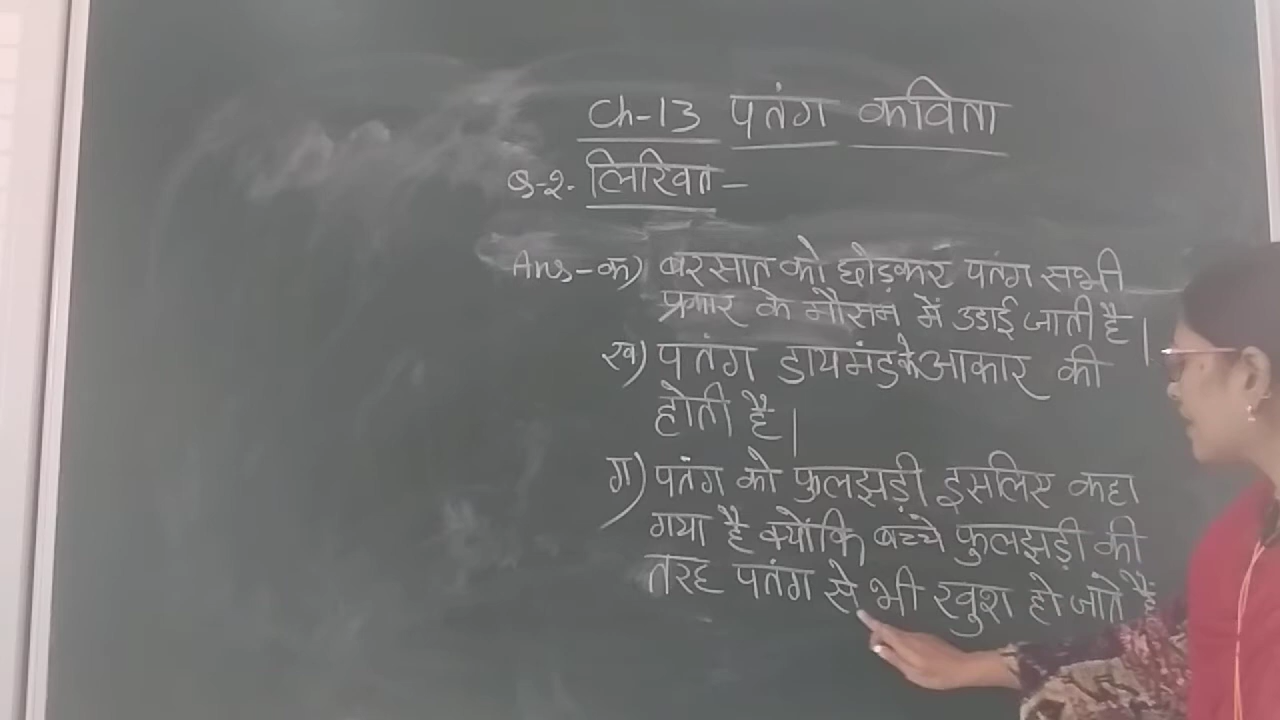 Ch-13 पतंग कविता
Q-2. लिखित -
Ans-क) बरसात को छोड़कर पतंग सभी
प्रकार के मौसम में उडाई जाती है।
ख) पतंग डायमंड के आकार की
होती है।
ग) पतंग को फुलझड़ी इसलिए कहा
गया है क्योंकि बच्चे फुलझड़ी की
तरह पतंग से भी खुश हो जाते हैं